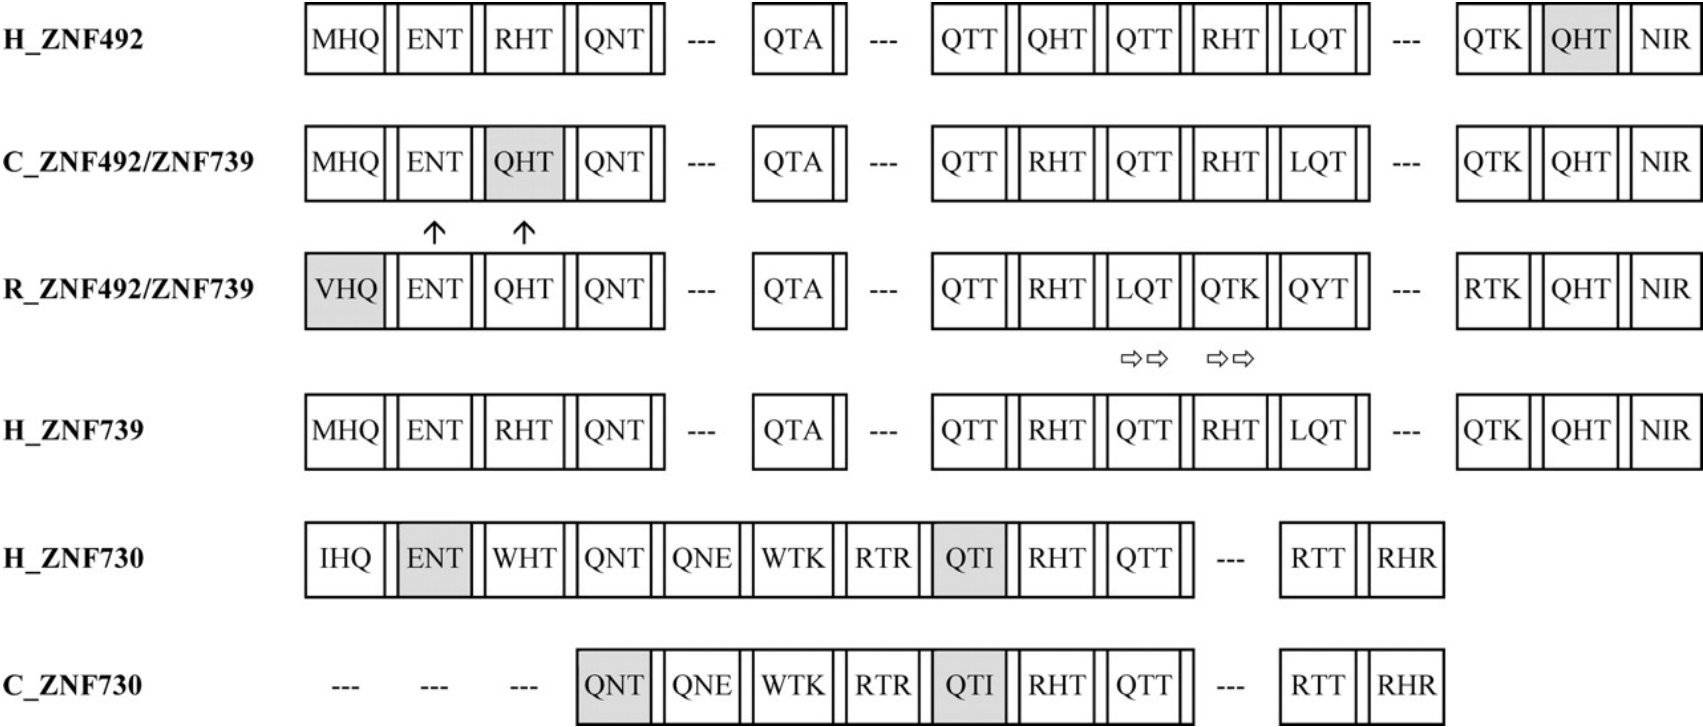 H_ZNF492 MHQ ENT RHT QNT --- QTA --- QTT QHT QTT RHT LQT --- QTK QHT NIR
C_ZNF492/ZNF739 MHQ ENT QHT QNT --- QTA --- QTT RHT QTT RHT LQT --- QTK QHT NIR
R_ZNF492/ZNF739 VHQ ENT QHT QNT --- QTA --- QTT RHT LQT QTK QYT --- RTK QHT NIR
H_ZNF739 MHQ ENT RHT QNT --- QTA --- QTT RHT QTT RHT LQT --- QTK QHT NIR
H_ZNF730 IHQ ENT WHT QNT QNE WTK RTR QTI RHT QTT --- RTT RHR
C_ZNF730 --- --- --- QNT QNE WTK RTR QTI RHT QTT --- RTT RHR